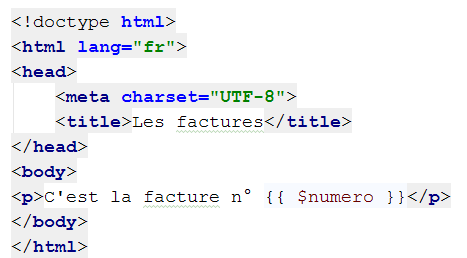 <!doctype html>
<html lang="fr">
<head>
    <meta charset="UTF-8">
    <title>Les factures</title>
</head>
<body>
<p>C'est la facture n° {{ $numero }}</p>
</body>
</html>